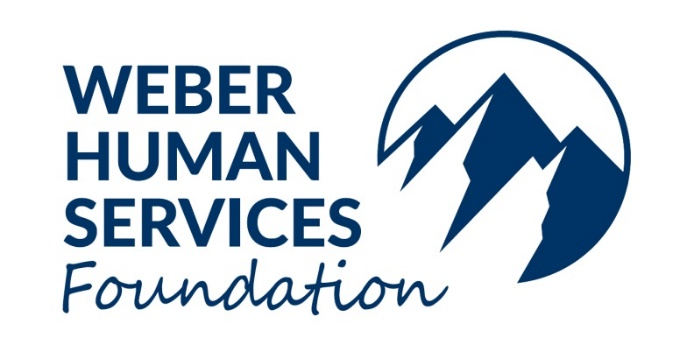 WEBER
HUMAN
SERVICES
Foundation